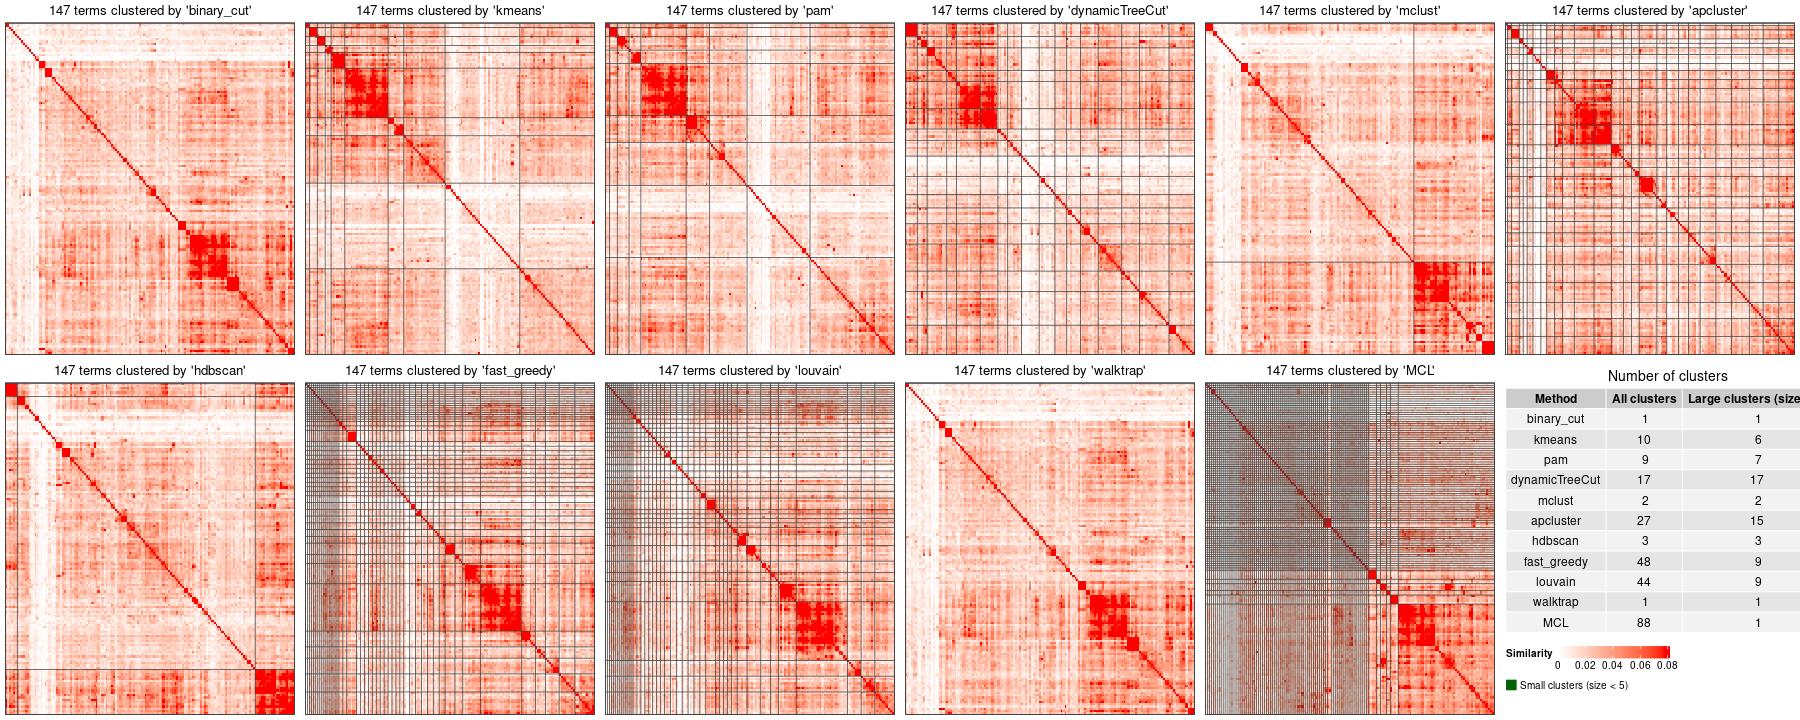 147 terms clustered by 'binary_cut'
147 terms clustered by 'kmeans'
147 terms clustered by 'pam'
147 terms clustered by 'dynamicTreeCut'
147 terms clustered by 'mclust'
147 terms clustered by 'apcluster'
147 terms clustered by 'hdbscan'
147 terms clustered by 'fast_greedy'
147 terms clustered by 'louvain'
147 terms clustered by 'walktrap'
147 terms clustered by 'MCL'
Number of clusters
Method All clusters Large clusters (size
binary_cut 1 1
kmeans 10 6
pam 9 7
dynamicTreeCut 17 17
mclust 2 2
apcluster 27 15
hdbscan 3 3
fast_greedy 48 9
louvain 44 9
walktrap 1 1
MCL 88 1
Similarity
0 0.02 0.04 0.06 0.08
Small clusters (size < 5)